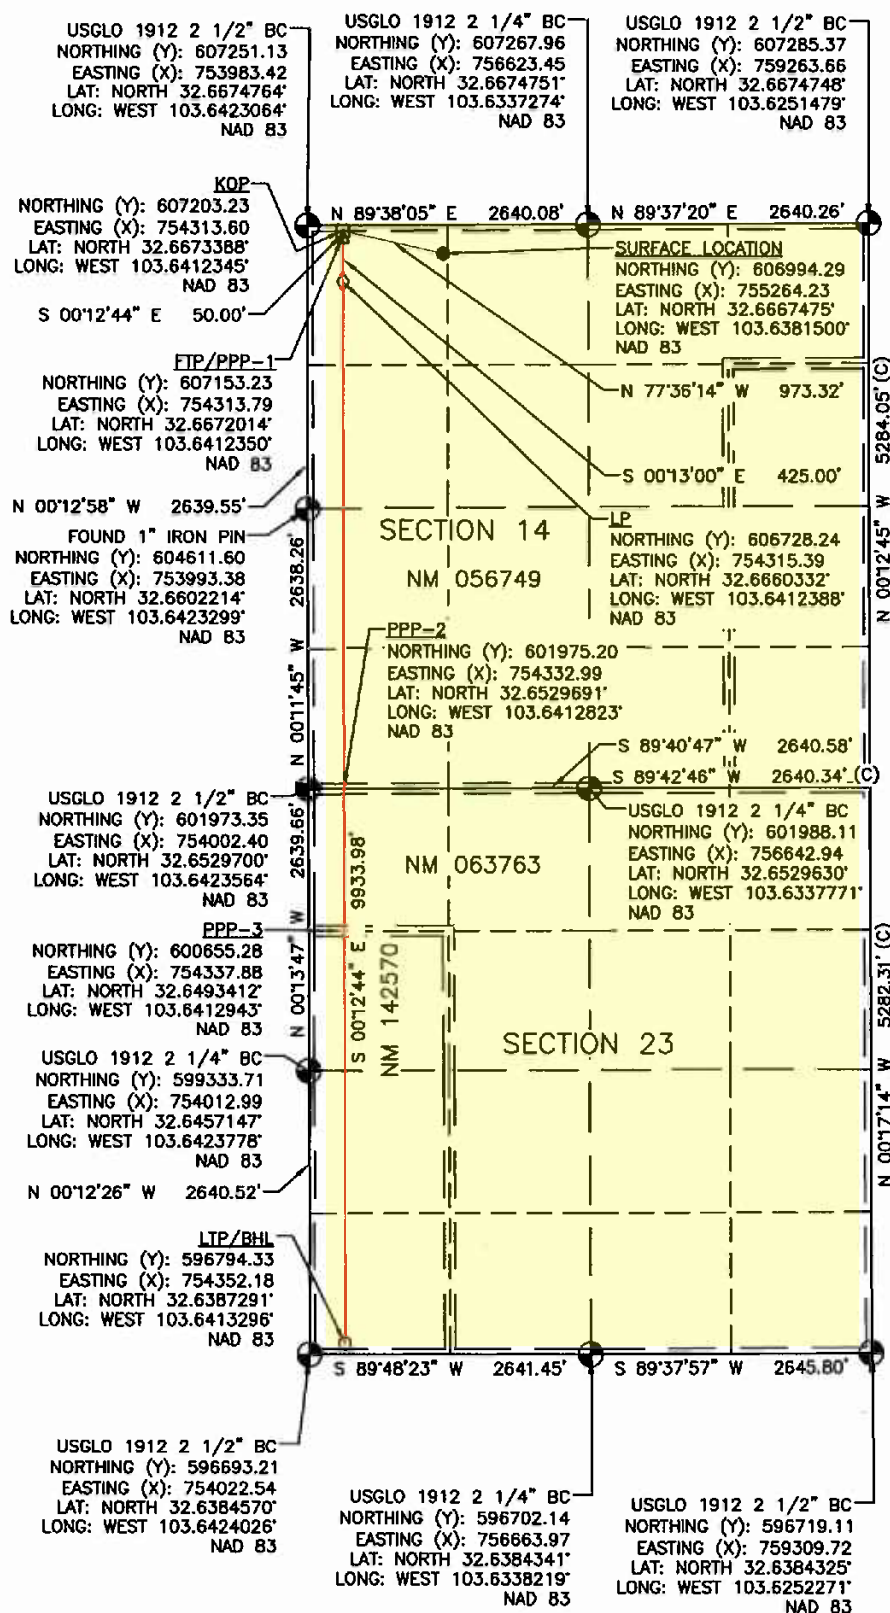 USGLO 1912 2 1/2" BC
NORTHING (Y): 607251.13
EASTING (X): 753983.42
LAT: NORTH 32.6674764°
LONG: WEST 103.6423064°
NAD 83
USGLO 1912 2 1/4" BC
NORTHING (Y): 607267.96
EASTING (X): 756623.45
LAT: NORTH 32.6674751°
LONG: WEST 103.6337274°
NAD 83
USGLO 1912 2 1/2" BC
NORTHING (Y): 607285.37
EASTING (X): 759263.66
LAT: NORTH 32.6674748°
LONG: WEST 103.6251479°
NAD 83
KOP
NORTHING (Y): 607203.23
EASTING (X): 754313.60
LAT: NORTH 32.6673388°
LONG: WEST 103.6412345°
NAD 83
N 89°38'05" E 2640.08'
N 89°37'20" E 2640.26'
SURFACE LOCATION
NORTHING (Y): 606994.29
EASTING (X): 755264.23
LAT: NORTH 32.6667475°
LONG: WEST 103.6381500°
NAD 83
S 00°12'44" E 50.00'
FTP/PPP-1
NORTHING (Y): 607153.23
EASTING (X): 754313.79
LAT: NORTH 32.6672014°
LONG: WEST 103.6412350°
NAD 83
N 77°36'14" W 973.32'
S 00°13'00" E 425.00'
N 00°12'45" W 5284.05' (C)
N 00°12'58" W 2639.55'
FOUND 1" IRON PIN
NORTHING (Y): 604611.60
EASTING (X): 753993.38
LAT: NORTH 32.6602214°
LONG: WEST 103.6423299°
NAD 83
SECTION 14
NM 056749
LP
NORTHING (Y): 606728.24
EASTING (X): 754315.39
LAT: NORTH 32.6660332°
LONG: WEST 103.6412388°
NAD 83
N 00°11'45" W 2638.26'
PPP-2
NORTHING (Y): 601975.20
EASTING (X): 754332.99
LAT: NORTH 32.6529691°
LONG: WEST 103.6412823°
NAD 83
S 89°40'47" W 2640.58'
S 89°42'46" W 2640.34' (C)
USGLO 1912 2 1/2" BC
NORTHING (Y): 601973.35
EASTING (X): 754002.40
LAT: NORTH 32.6529700°
LONG: WEST 103.6423564°
NAD 83
USGLO 1912 2 1/4" BC
NORTHING (Y): 601988.11
EASTING (X): 756642.94
LAT: NORTH 32.6529630°
LONG: WEST 103.6337771°
NAD 83
NM 063763
N 00°13'47" W 2639.66'
S 00°12'44" E 9933.98'
NM 142570
PPP-3
NORTHING (Y): 600655.28
EASTING (X): 754337.88
LAT: NORTH 32.6493412°
LONG: WEST 103.6412943°
NAD 83
SECTION 23
N 00°17'14" W 5282.31' (C)
USGLO 1912 2 1/4" BC
NORTHING (Y): 599333.71
EASTING (X): 754012.99
LAT: NORTH 32.6457147°
LONG: WEST 103.6423778°
NAD 83
N 00°12'26" W 2640.52'
LTP/BHL
NORTHING (Y): 596794.33
EASTING (X): 754352.18
LAT: NORTH 32.6387291°
LONG: WEST 103.6413296°
NAD 83
S 89°48'23" W 2641.45'
S 89°37'57" W 2645.80'
USGLO 1912 2 1/2" BC
NORTHING (Y): 596693.21
EASTING (X): 754022.54
LAT: NORTH 32.6384570°
LONG: WEST 103.6424026°
NAD 83
USGLO 1912 2 1/4" BC
NORTHING (Y): 596702.14
EASTING (X): 756663.97
LAT: NORTH 32.6384341°
LONG: WEST 103.6338219°
NAD 83
USGLO 1912 2 1/2" BC
NORTHING (Y): 596719.11
EASTING (X): 759309.72
LAT: NORTH 32.6384325°
LONG: WEST 103.6252271°
NAD 83